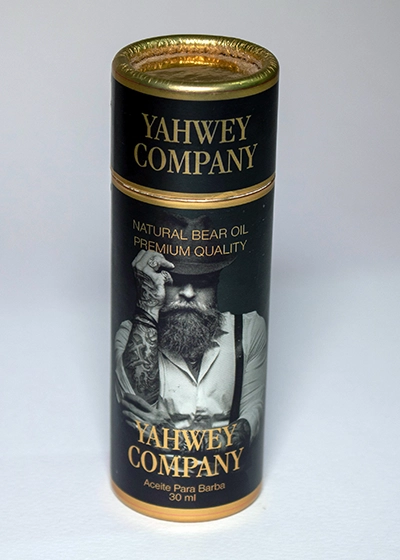 YAHWEY
COMPANY
NATURAL BEAR OIL
PREMIUM QUALITY
YAHWEY
COMPANY
Aceite Para Barba
30 ml